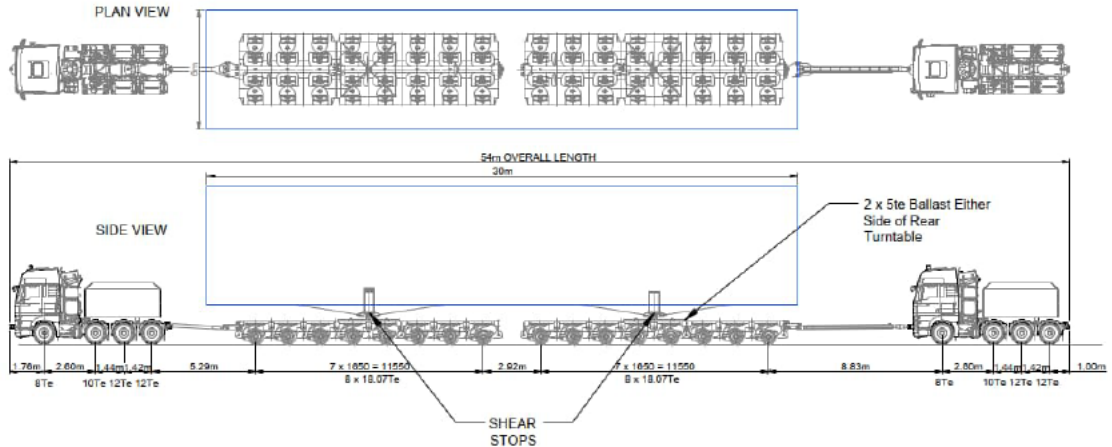 PLAN VIEW
6m
54m OVERALL LENGTH
30m
SIDE VIEW
2 x 5te Ballast Either
Side of Rear
Turntable
1.76m 2.60m 1.44m 1.42m 5.29m 7 x 1650 = 11550 2.92m 7 x 1650 = 11550 8.83m 2.60m 1.44m 1.42m 1.00m
8Te 10Te 12Te 12Te 8 x 18.07Te 8 x 18.07Te 8Te 10Te 12Te 12Te
SHEAR
STOPS